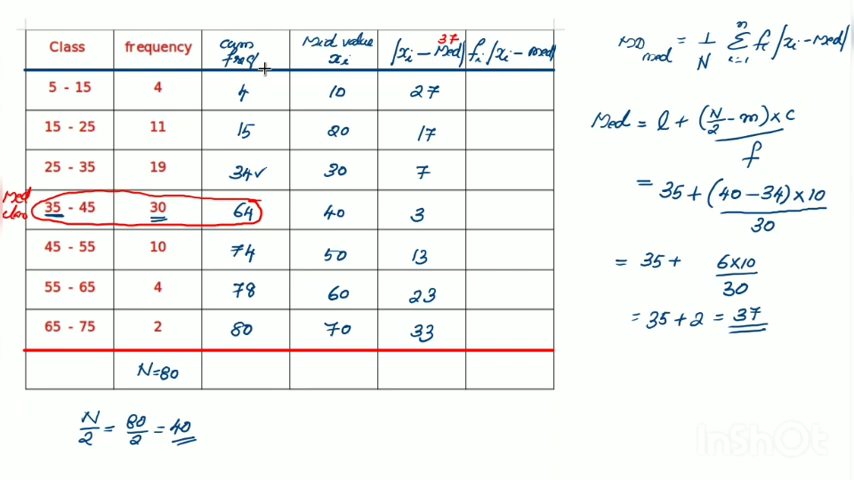 Class frequency cum freq Mid value xi |xi – Med| 37 fi |xi – med|
5 - 15 4 4 10 27
15 - 25 11 15 20 17
25 - 35 19 34✓ 30 7
Med class 35 - 45 30 64 40 3
45 - 55 10 74 50 13
55 - 65 4 78 60 23
65 - 75 2 80 70 33
N=80
N/2 = 80/2 = 40
MD med = 1/N n Σ i=1 fi |xi – Med|
Med = l + (N/2 – m) × c / f
= 35 + (40 – 34) × 10 / 30
= 35 + 6×10 / 30
= 35 + 2 = 37
InShOt